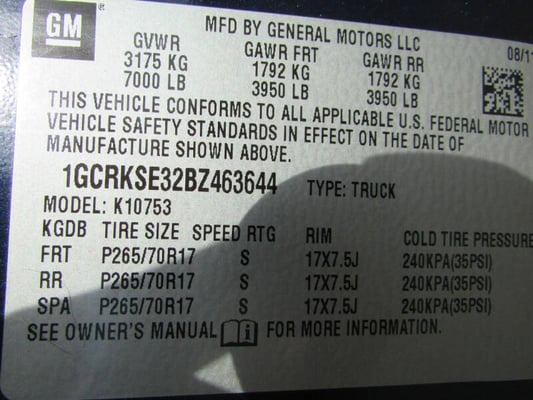 GM
MFD BY GENERAL MOTORS LLC
08/11
GVWR GAWR FRT GAWR RR
3175 KG 1792 KG 1792 KG
7000 LB 3950 LB 3950 LB
THIS VEHICLE CONFORMS TO ALL APPLICABLE U.S. FEDERAL MOTOR
VEHICLE SAFETY STANDARDS IN EFFECT ON THE DATE OF
MANUFACTURE SHOWN ABOVE.
1GCRKSE32BZ463644 TYPE: TRUCK
MODEL: K10753
KGDB TIRE SIZE SPEED RTG RIM COLD TIRE PRESSURE
FRT P265/70R17 S 17X7.5J 240KPA(35PSI)
RR P265/70R17 S 17X7.5J 240KPA(35PSI)
SPA P265/70R17 S 17X7.5J 240KPA(35PSI)
SEE OWNER'S MANUAL FOR MORE INFORMATION.